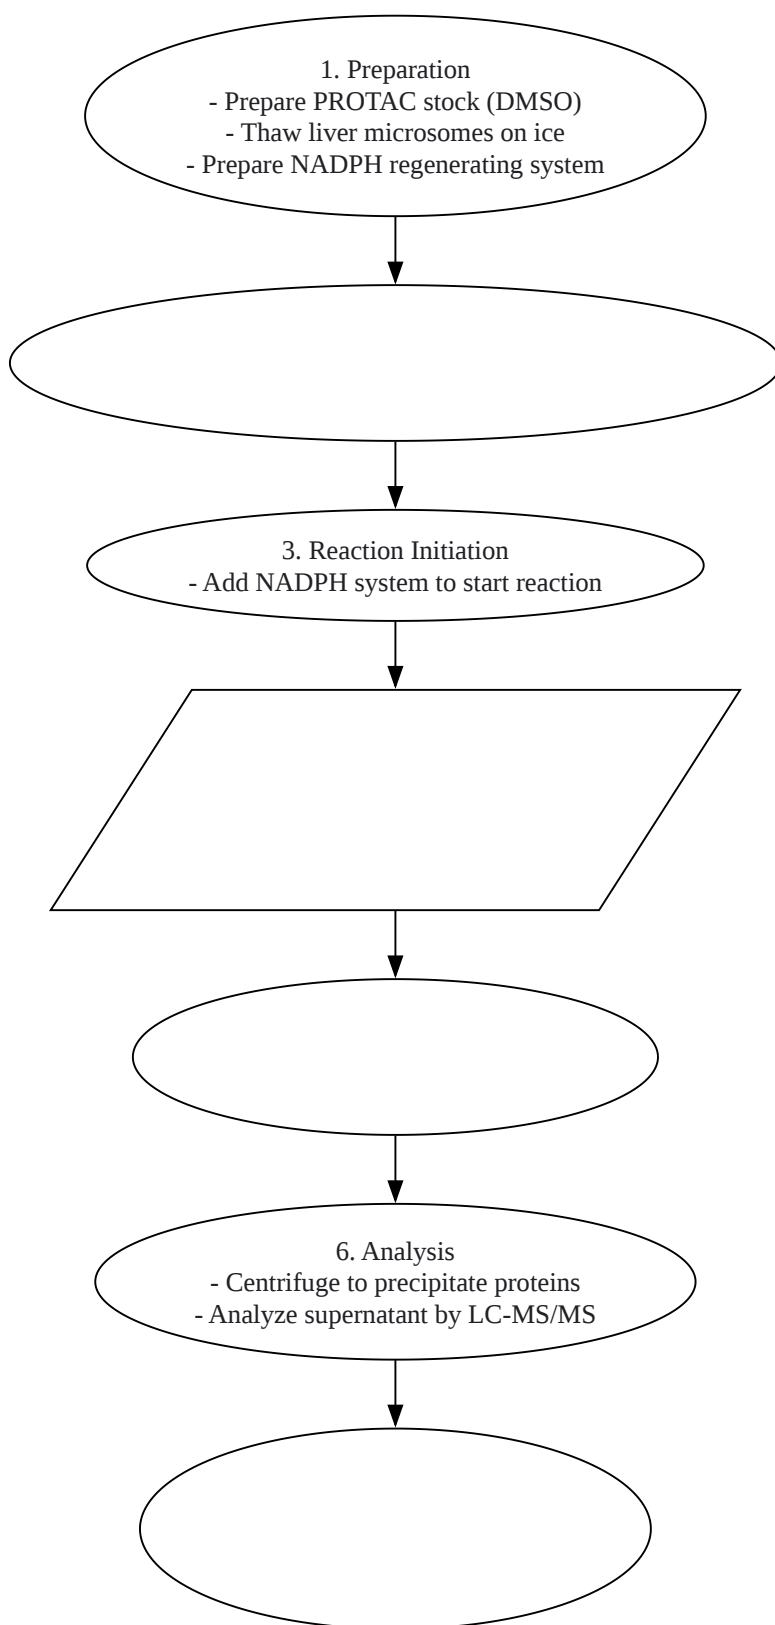 1. Preparation
- Prepare PROTAC stock (DMSO)
- Thaw liver microsomes on ice
- Prepare NADPH regenerating system
3. Reaction Initiation
- Add NADPH system to start reaction
6. Analysis
- Centrifuge to precipitate proteins
- Analyze supernatant by LC-MS/MS